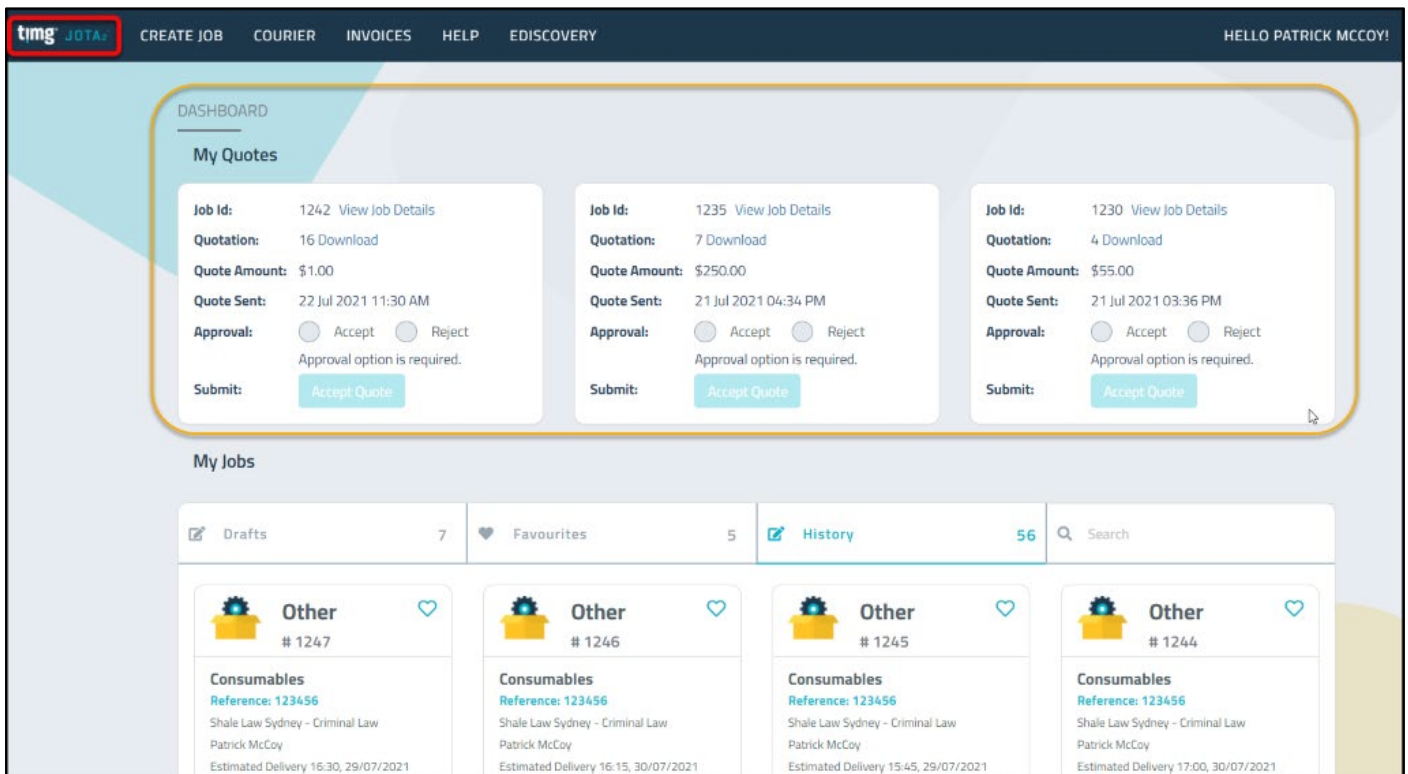 timg JOTA2 CREATE JOB COURIER INVOICES HELP EDISCOVERY HELLO PATRICK MCCOY!
DASHBOARD
My Quotes
Job Id: 1242 View Job Details
Quotation: 16 Download
Quote Amount: $1.00
Quote Sent: 22 Jul 2021 11:30 AM
Approval: Accept Reject
Approval option is required.
Submit: Accept Quote
Job Id: 1235 View Job Details
Quotation: 7 Download
Quote Amount: $250.00
Quote Sent: 21 Jul 2021 04:34 PM
Approval: Accept Reject
Approval option is required.
Submit: Accept Quote
Job Id: 1230 View Job Details
Quotation: 4 Download
Quote Amount: $55.00
Quote Sent: 21 Jul 2021 03:36 PM
Approval: Accept Reject
Approval option is required.
Submit: Accept Quote
My Jobs
Drafts 7 Favourites 5 History 56 Search
Other
# 1247
Consumables
Reference: 123456
Shale Law Sydney - Criminal Law
Patrick McCoy
Estimated Delivery 16:30, 29/07/2021
Other
# 1246
Consumables
Reference: 123456
Shale Law Sydney - Criminal Law
Patrick McCoy
Estimated Delivery 16:15, 30/07/2021
Other
# 1245
Consumables
Reference: 123456
Shale Law Sydney - Criminal Law
Patrick McCoy
Estimated Delivery 15:45, 29/07/2021
Other
# 1244
Consumables
Reference: 123456
Shale Law Sydney - Criminal Law
Patrick McCoy
Estimated Delivery 17:00, 30/07/2021